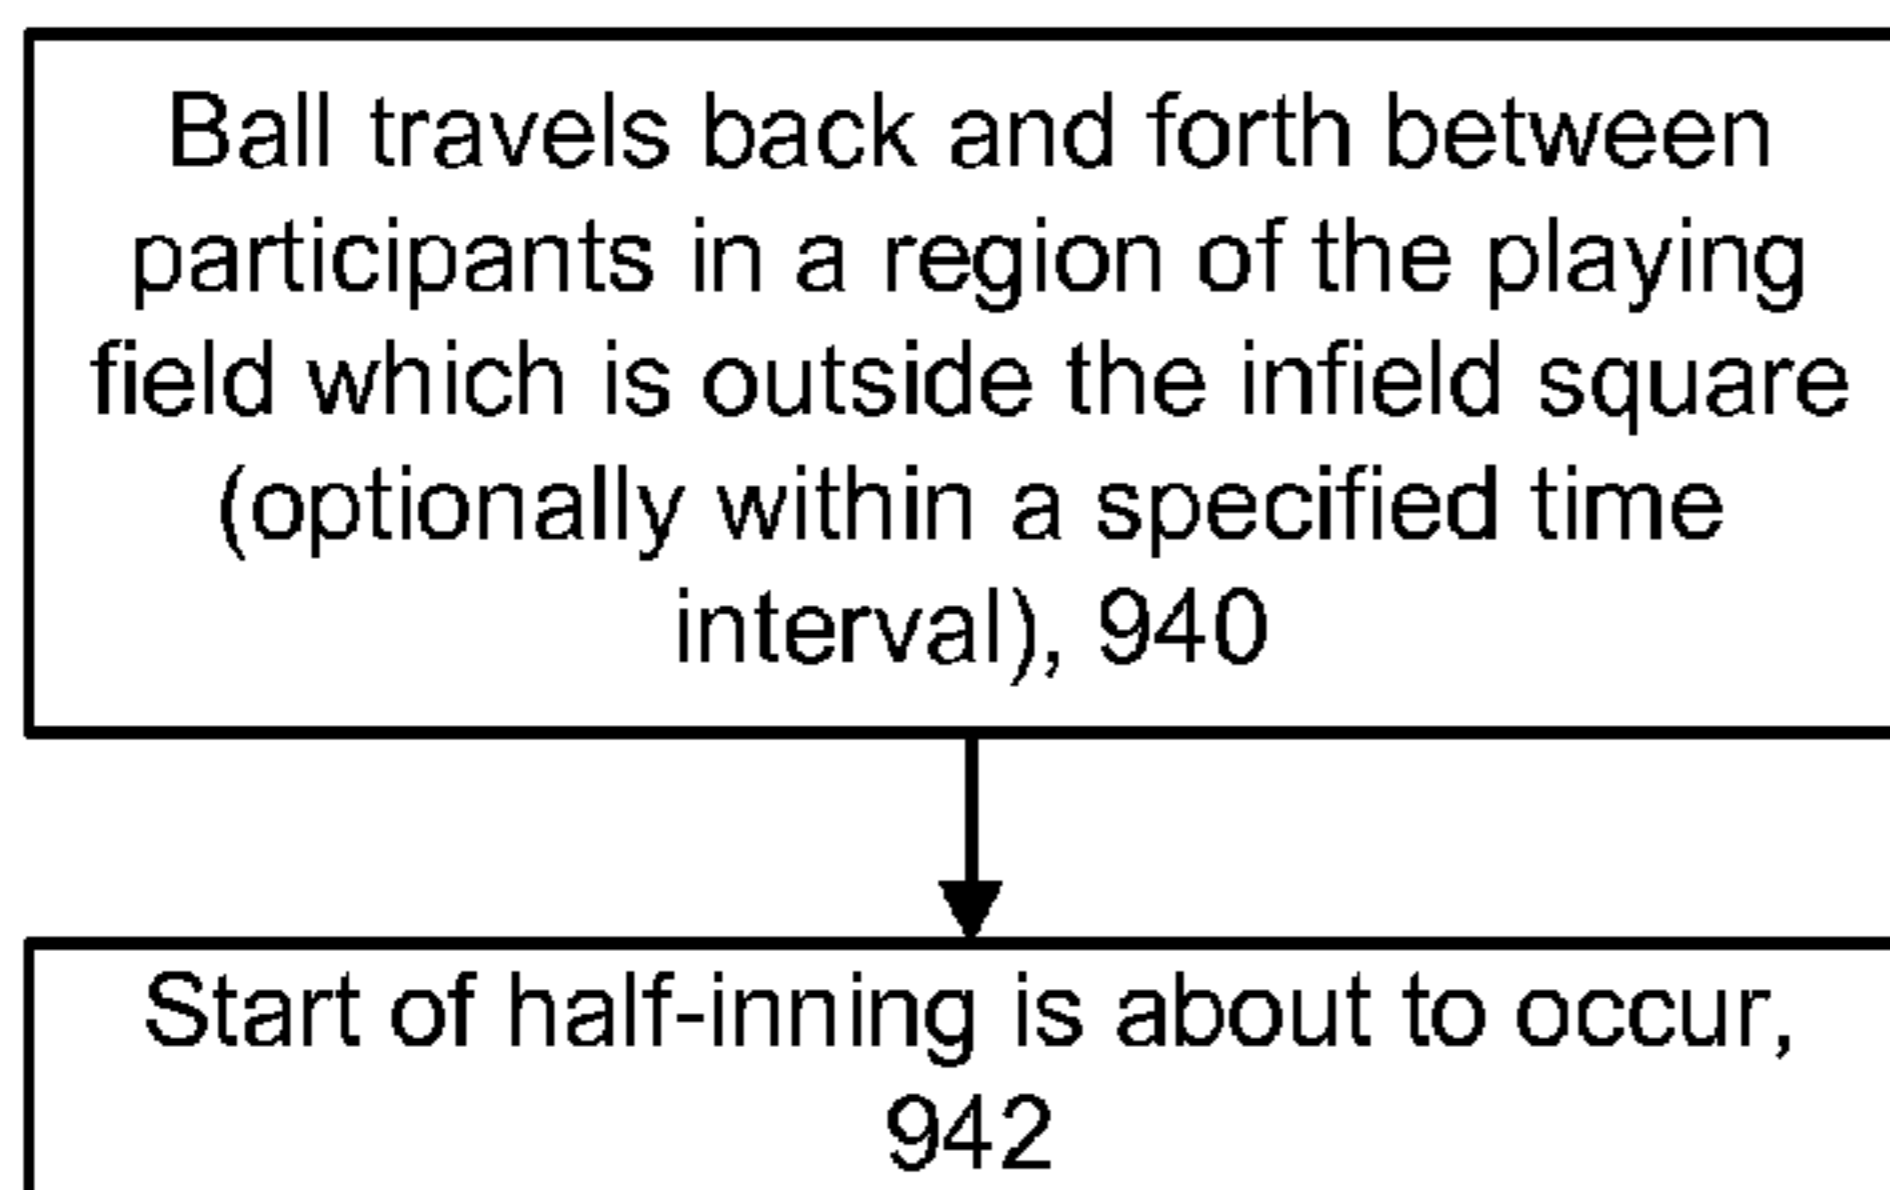 Ball travels back and forth between
participants in a region of the playing
field which is outside the infield square
(optionally within a specified time
interval), 940
Start of half-inning is about to occur,
942